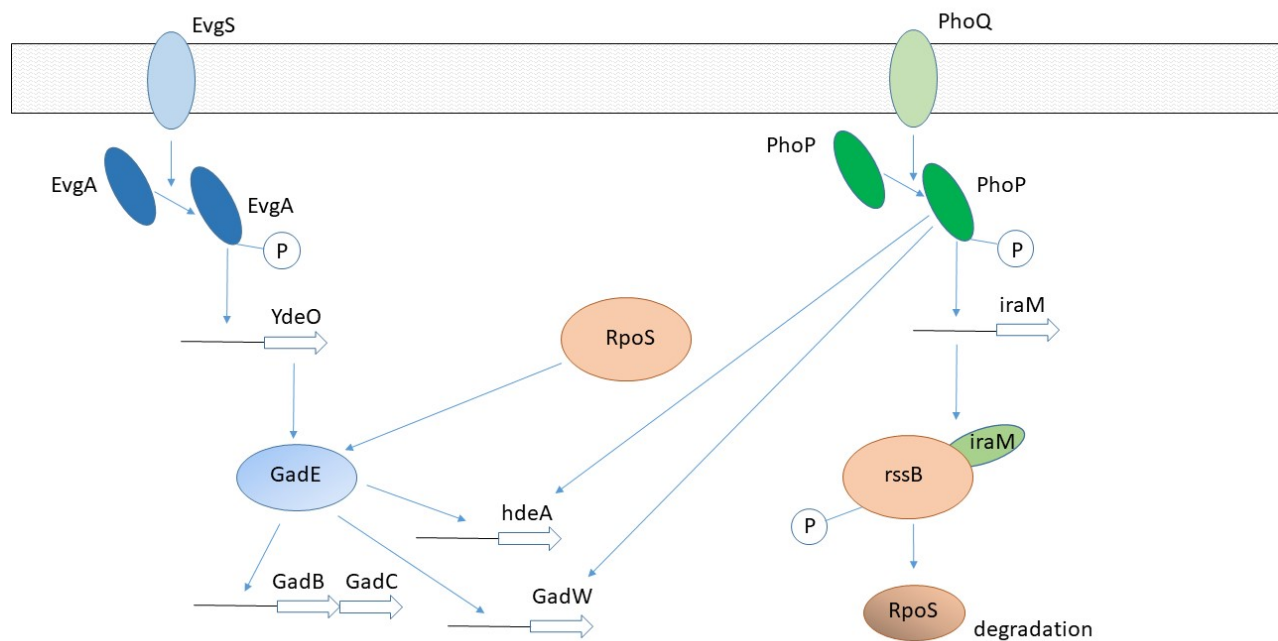 EvgS
PhoQ
EvgA
EvgA
P
PhoP
PhoP
P
YdeO
RpoS
iraM
GadE
hdeA
GadB GadC
GadW
iraM
rssB
P
RpoS
degradation